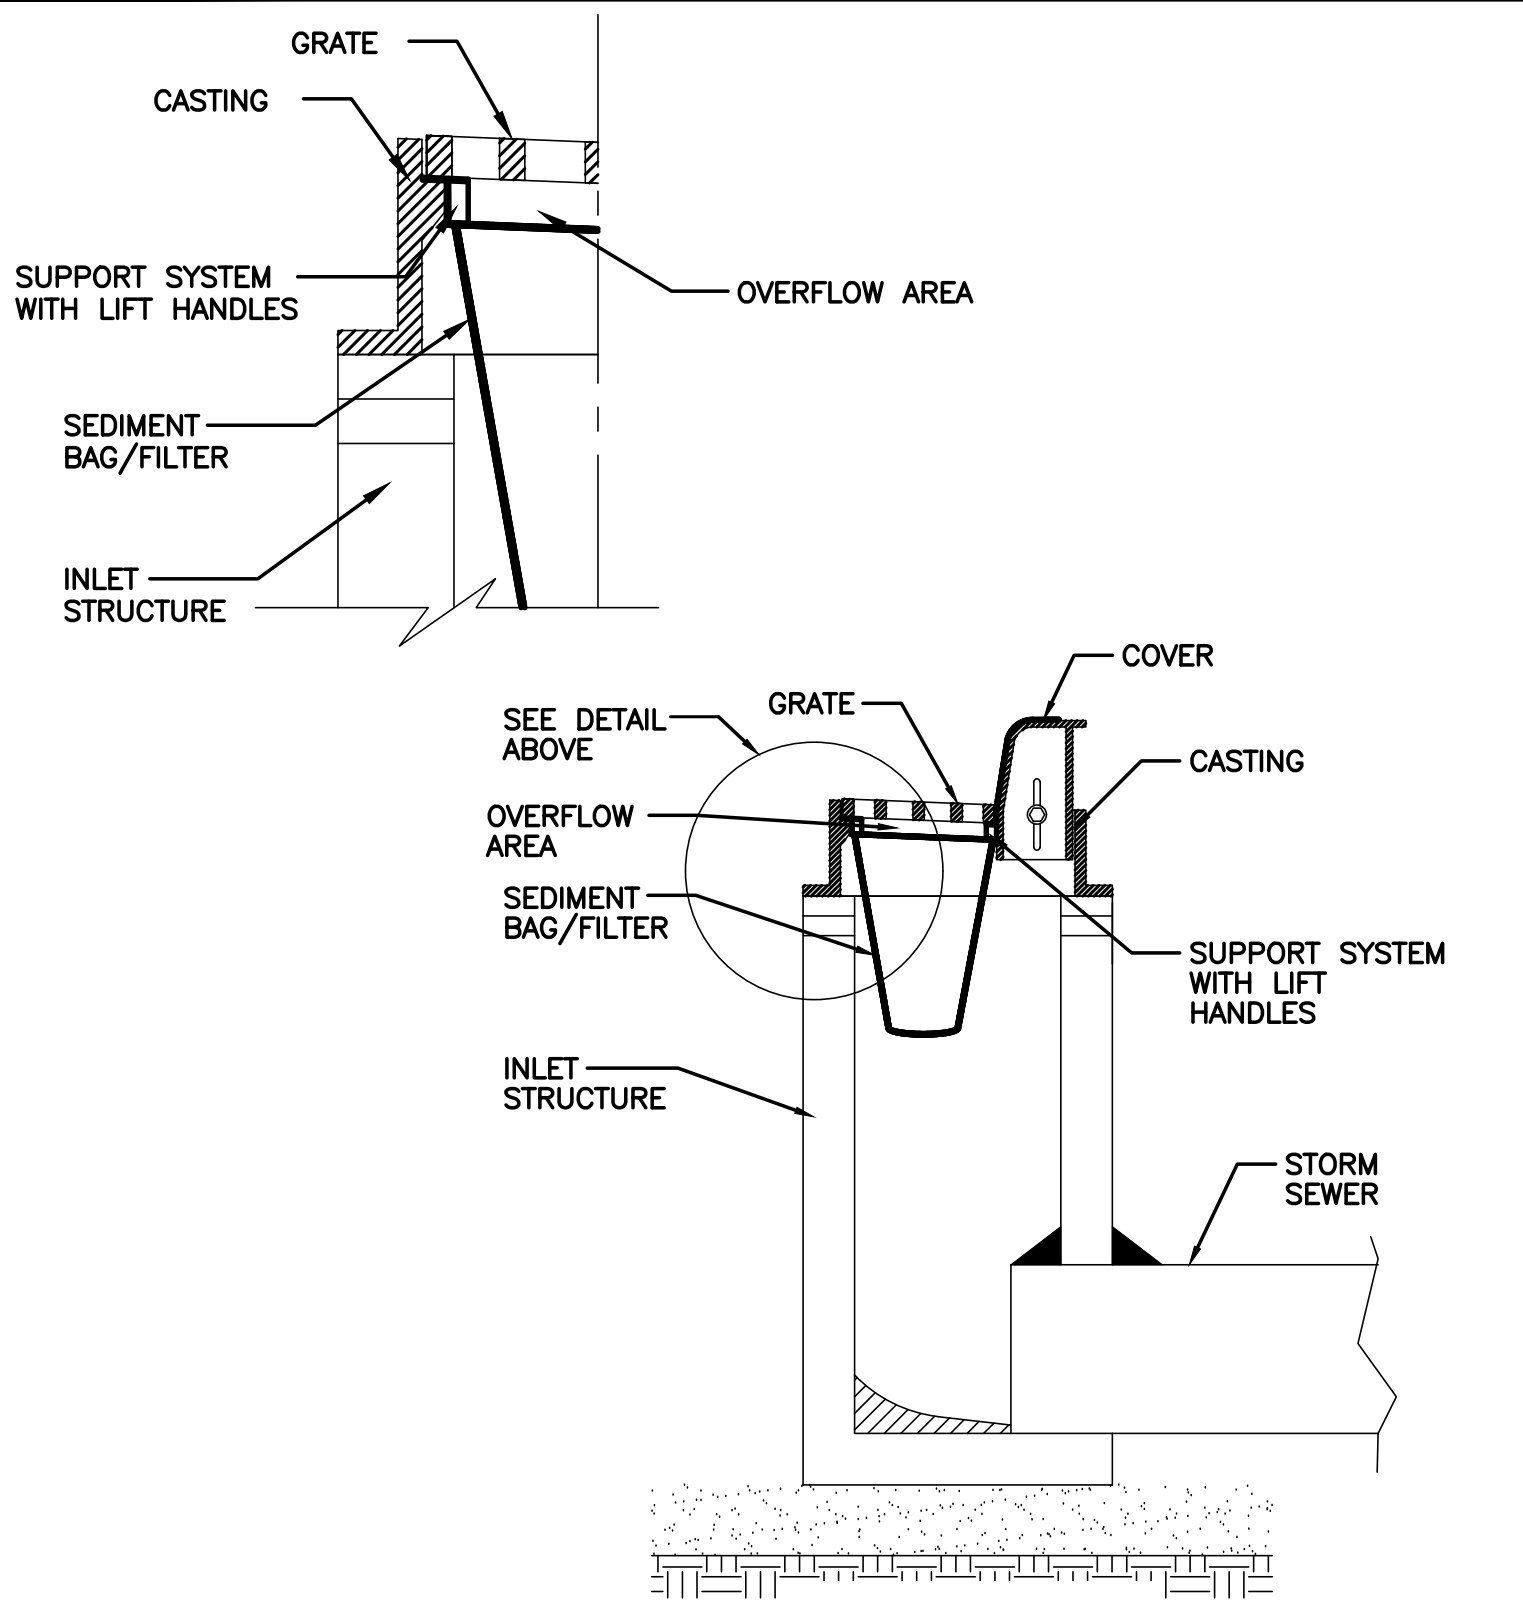 GRATE
CASTING
SUPPORT SYSTEM
WITH LIFT HANDLES
OVERFLOW AREA
SEDIMENT
BAG/FILTER
INLET
STRUCTURE
COVER
GRATE
SEE DETAIL
ABOVE
CASTING
OVERFLOW
AREA
SEDIMENT
BAG/FILTER
SUPPORT SYSTEM
WITH LIFT
HANDLES
INLET
STRUCTURE
STORM
SEWER